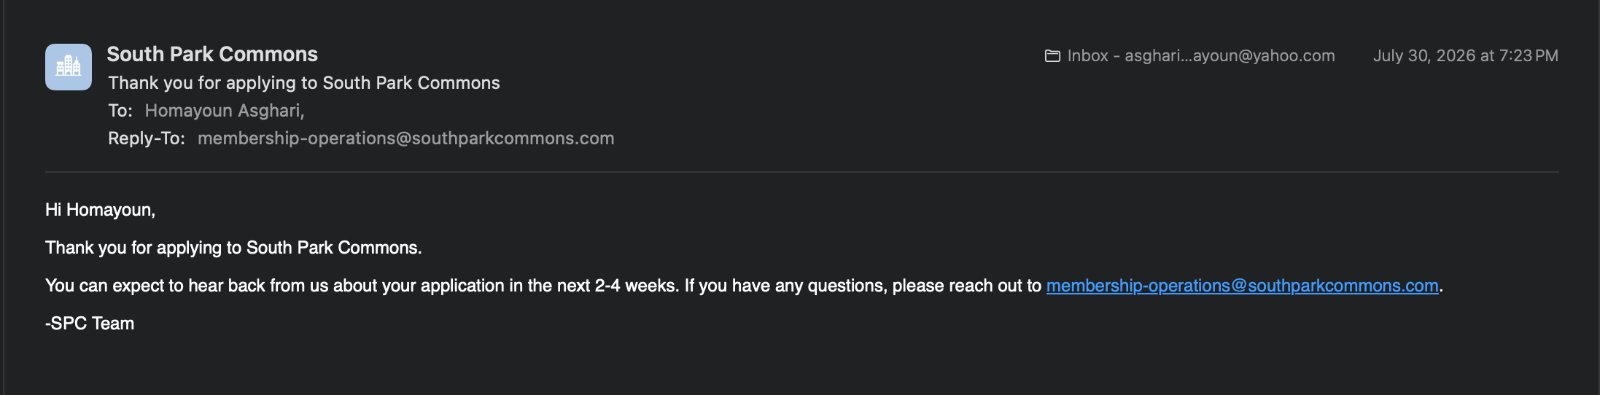 South Park Commons
Inbox - asghari...ayoun@yahoo.com
July 30, 2026 at 7:23 PM
Thank you for applying to South Park Commons
To: Homayoun Asghari,
Reply-To: membership-operations@southparkcommons.com
Hi Homayoun,
Thank you for applying to South Park Commons.
You can expect to hear back from us about your application in the next 2-4 weeks. If you have any questions, please reach out to membership-operations@southparkcommons.com.
-SPC Team